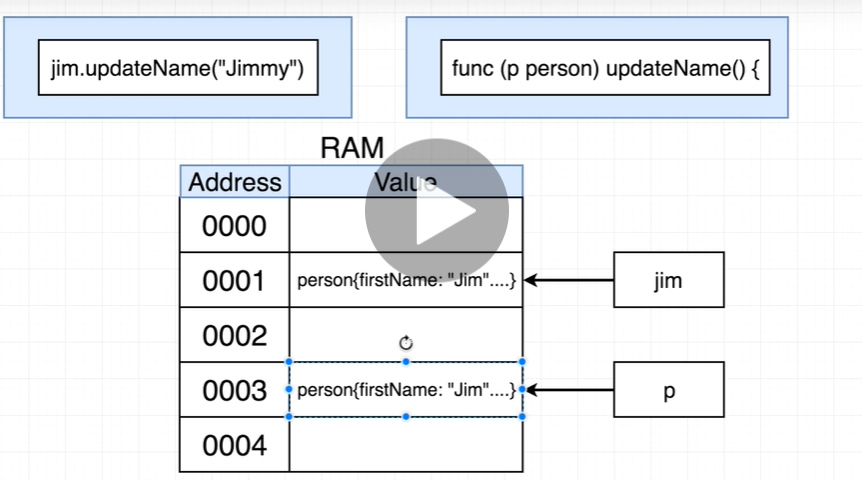 jim.updateName("Jimmy")
func (p person) updateName() {
RAM
Address Value
0000
0001 person{firstName: "Jim"....} jim
0002
0003 person{firstName: "Jim"....} p
0004